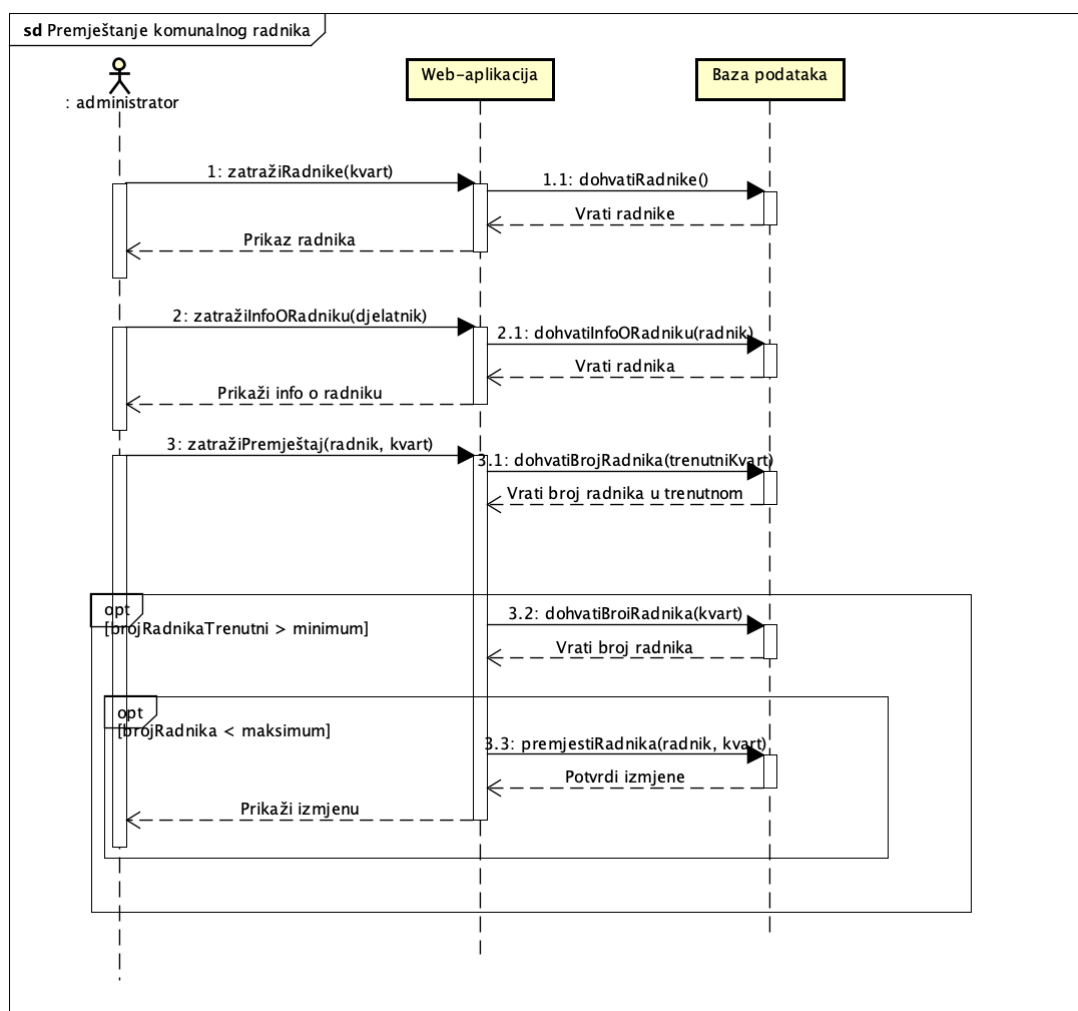 sd Premještanje komunalnog radnika
: administrator
Web-aplikacija
Baza podataka
1: zatražiRadnike(kvart)
1.1: dohvatiRadnike()
Vrati radnike
Prikaz radnika
2: zatražiInfoORadniku(djelatnik)
2.1: dohvatiInfoORadniku(radnik)
Vrati radnika
Prikaži info o radniku
3: zatražiPremještaj(radnik, kvart)
3.1: dohvatiBrojRadnika(trenutniKvart)
Vrati broj radnika u trenutnom
opt
[brojRadnikaTrenutni > minimum]
3.2: dohvatiBroiRadnika(kvart)
Vrati broj radnika
opt
[brojRadnika < maksimum]
3.3: premjestiRadnika(radnik, kvart)
Potvrdi izmjene
Prikaži izmjenu